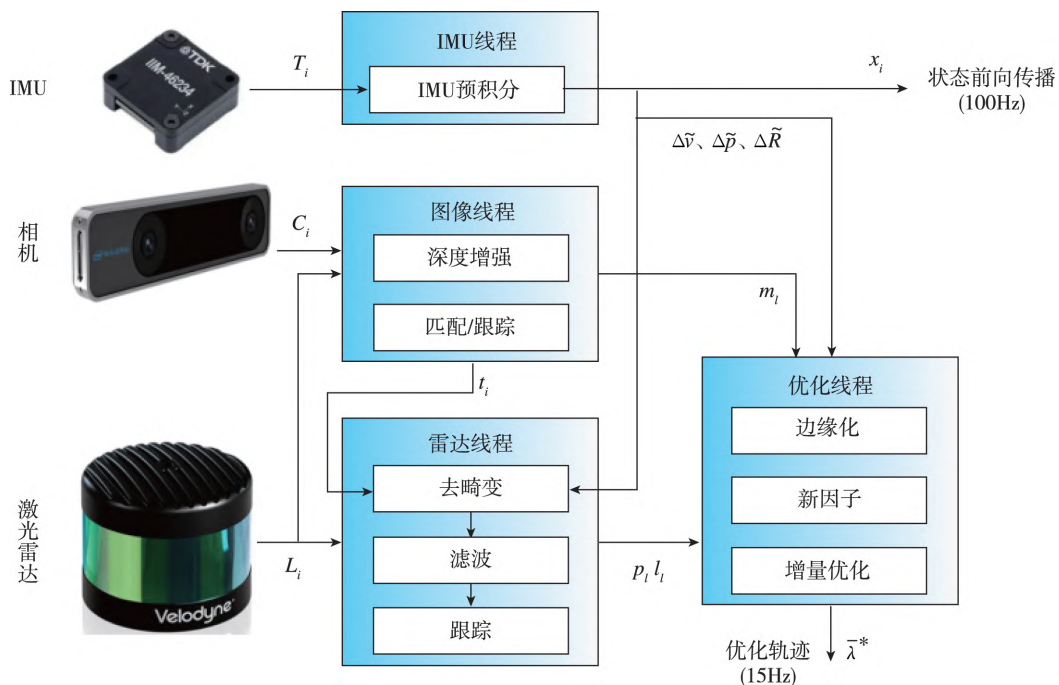 IMU
TDK
IIM-46234
T_i
IMU线程
IMU预积分
x_i
状态前向传播
(100Hz)
Δṽ、Δp̃、ΔR̃
相机
C_i
图像线程
深度增强
匹配/跟踪
m_l
t_i
激光雷达
Velodyne
L_i
雷达线程
去畸变
滤波
跟踪
p_l l_l
优化线程
边缘化
新因子
增量优化
优化轨迹
(15Hz)
λ̄*